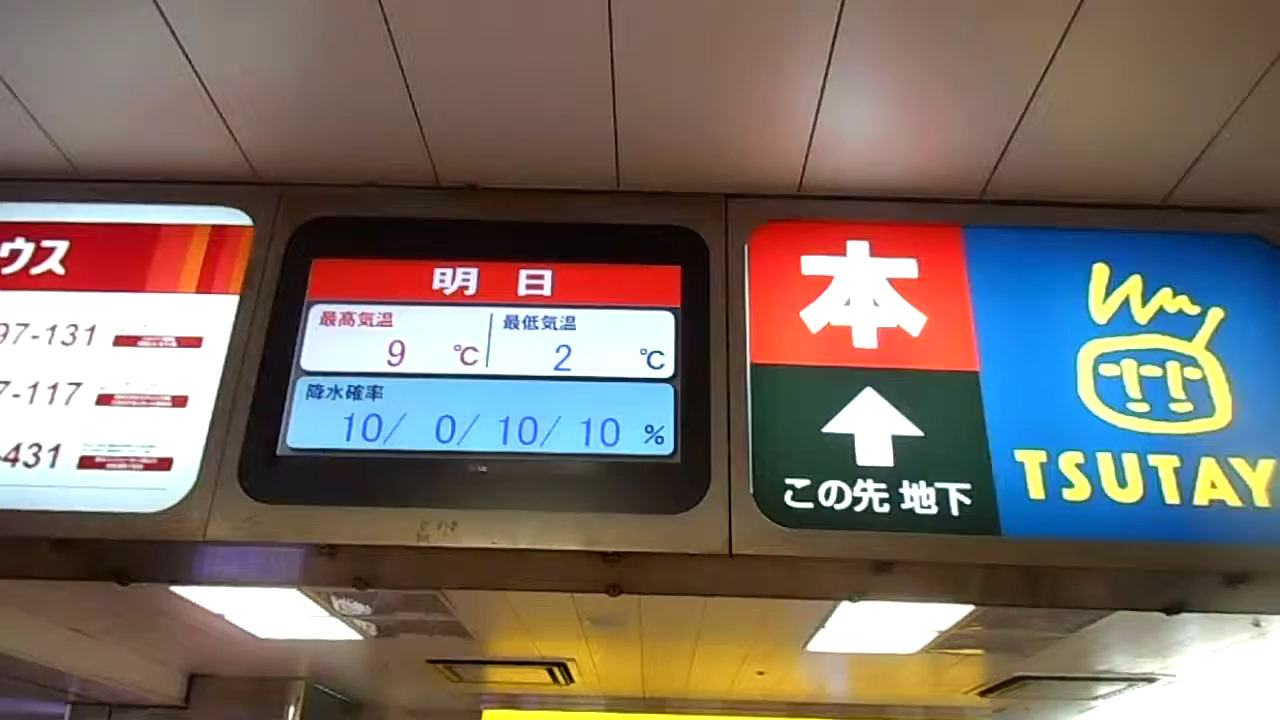 ウス
97-131
7-117
-431
明日
最高気温
最低気温
9 ℃
2 ℃
降水確率
10/ 0/ 10/ 10 %
本
この先 地下
TSUTAY